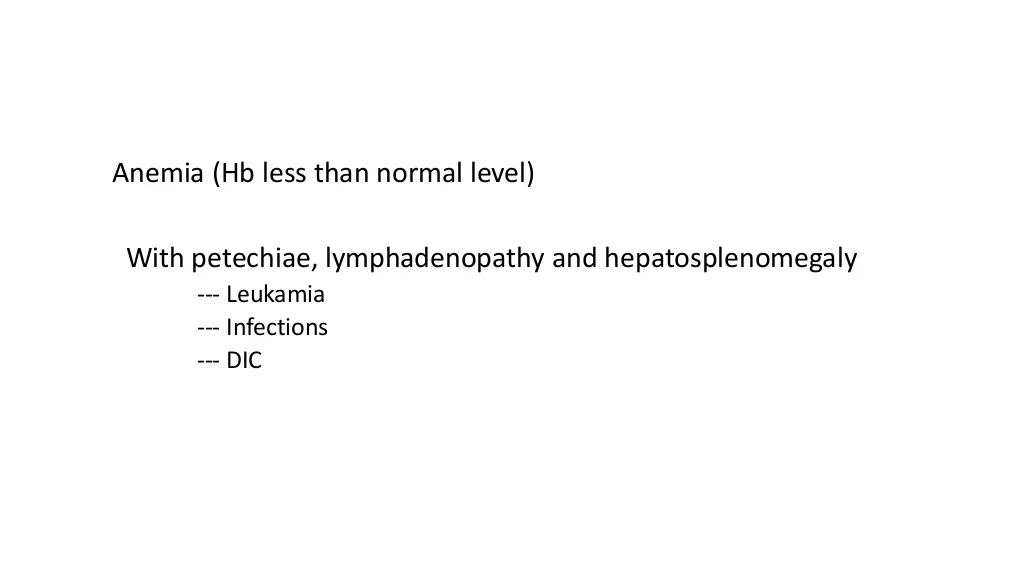 Anemia (Hb less than normal level)
With petechiae, lymphadenopathy and hepatosplenomegaly
--- Leukamia
--- Infections
--- DIC